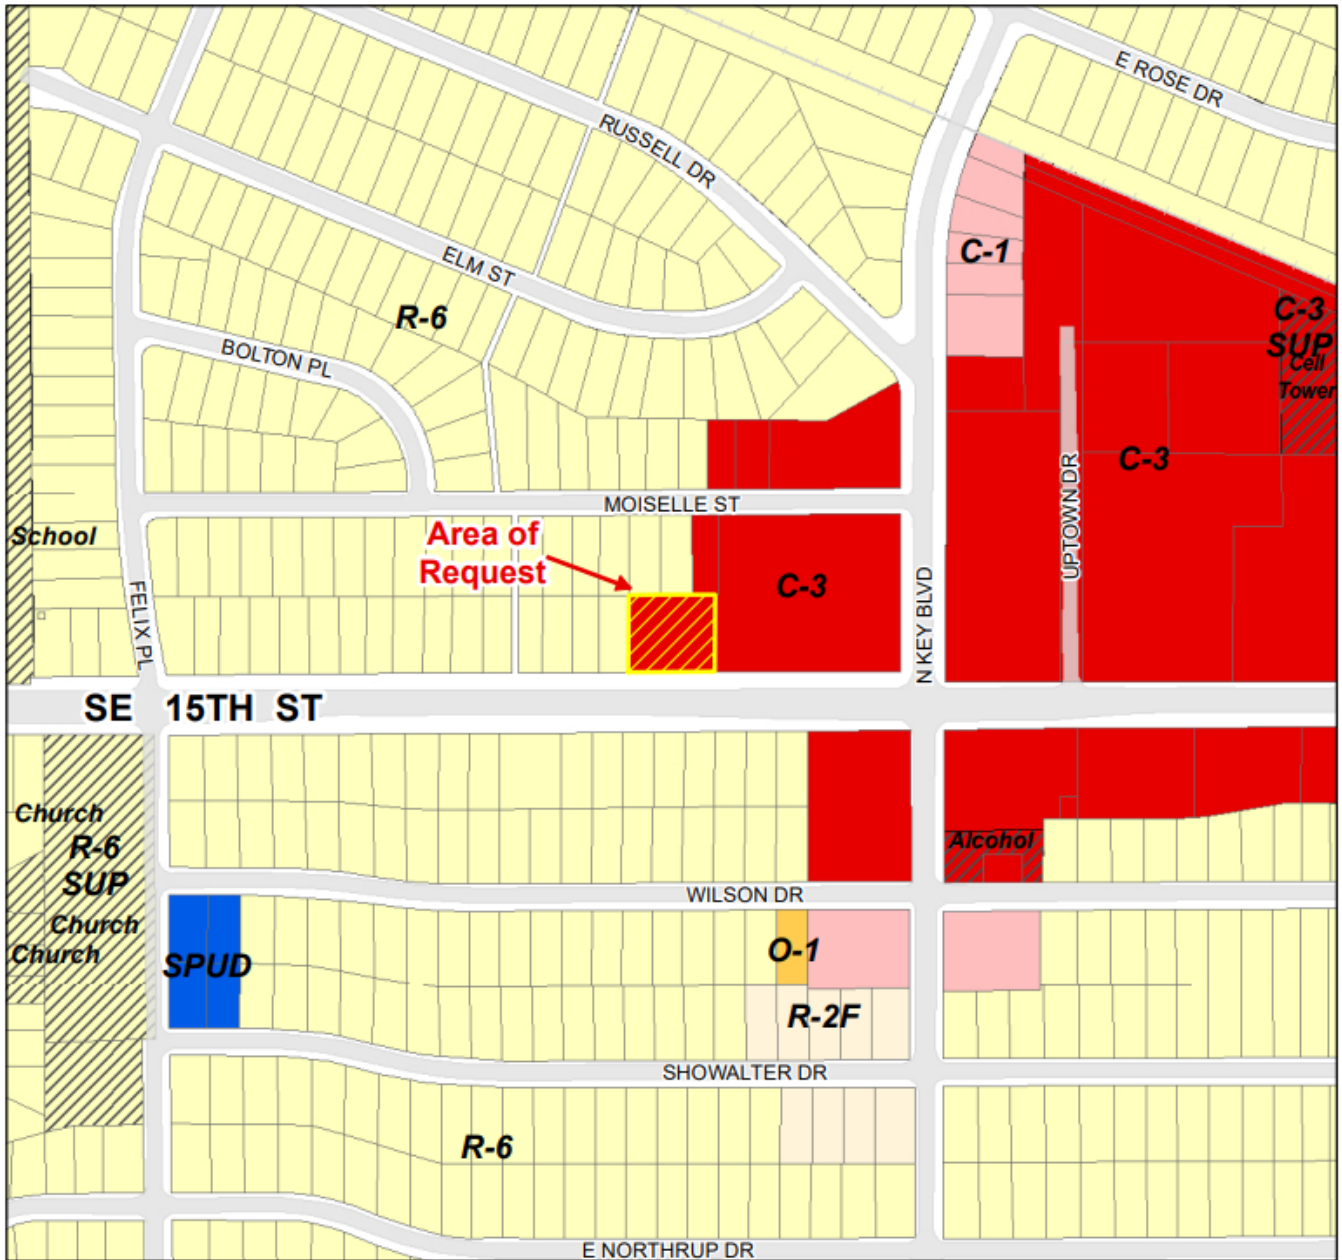 E ROSE DR
RUSSELL DR
C-1
ELM ST
C-3
SUP
Cell
Tower
R-6
BOLTON PL
C-3
UPTOWN DR
MOISELLE ST
School
Area of
Request
C-3
N KEY BLVD
FELIX PL
SE 15TH ST
Church
R-6
SUP
Alcohol
WILSON DR
Church
Church
SPUD
O-1
R-2F
SHOWALTER DR
R-6
E NORTHRUP DR